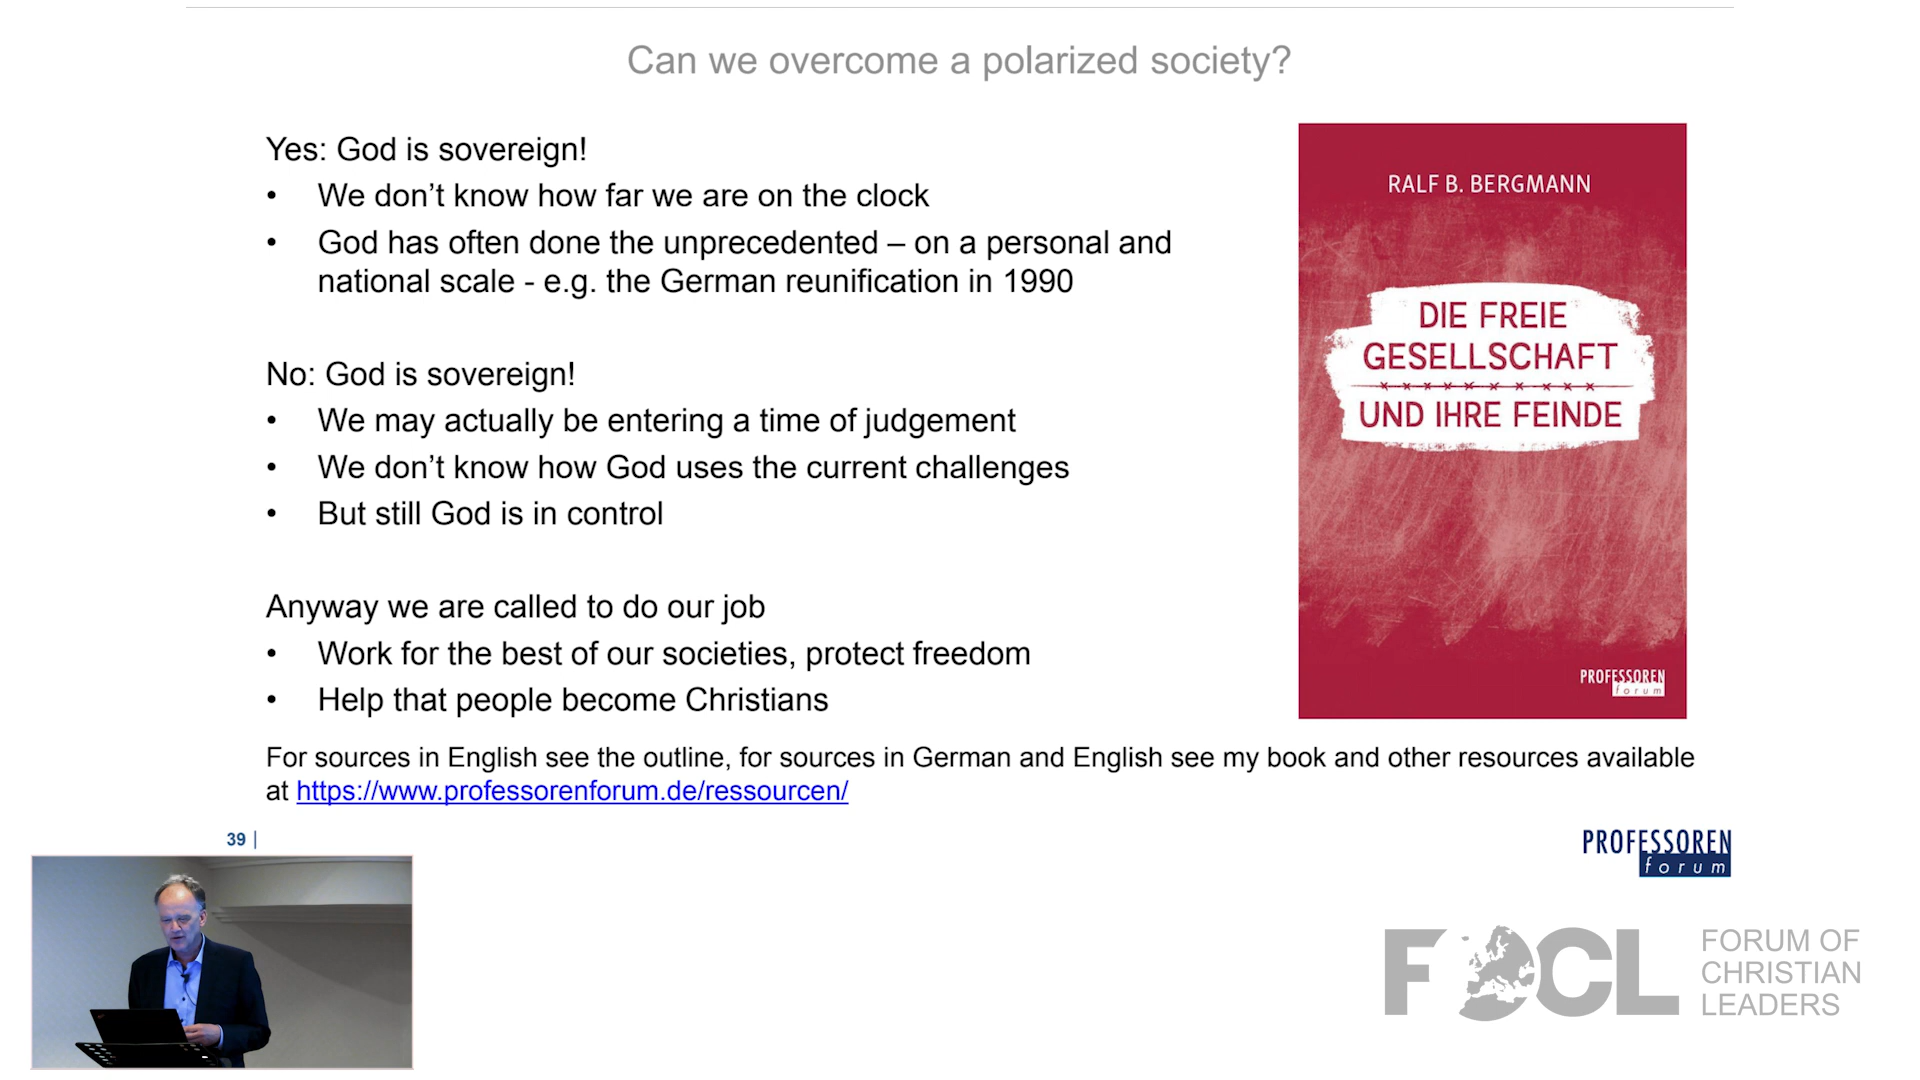 Can we overcome a polarized society?
Yes: God is sovereign!
• We don’t know how far we are on the clock
• God has often done the unprecedented – on a personal and
national scale - e.g. the German reunification in 1990
No: God is sovereign!
• We may actually be entering a time of judgement
• We don’t know how God uses the current challenges
• But still God is in control
Anyway we are called to do our job
• Work for the best of our societies, protect freedom
• Help that people become Christians
For sources in English see the outline, for sources in German and English see my book and other resources available
at https://www.professorenforum.de/ressourcen/
RALF B. BERGMANN
DIE FREIE
GESELLSCHAFT
UND IHRE FEINDE
PROFESSOREN
forum
39 |
PROFESSOREN
forum
FOCL
FORUM OF
CHRISTIAN
LEADERS